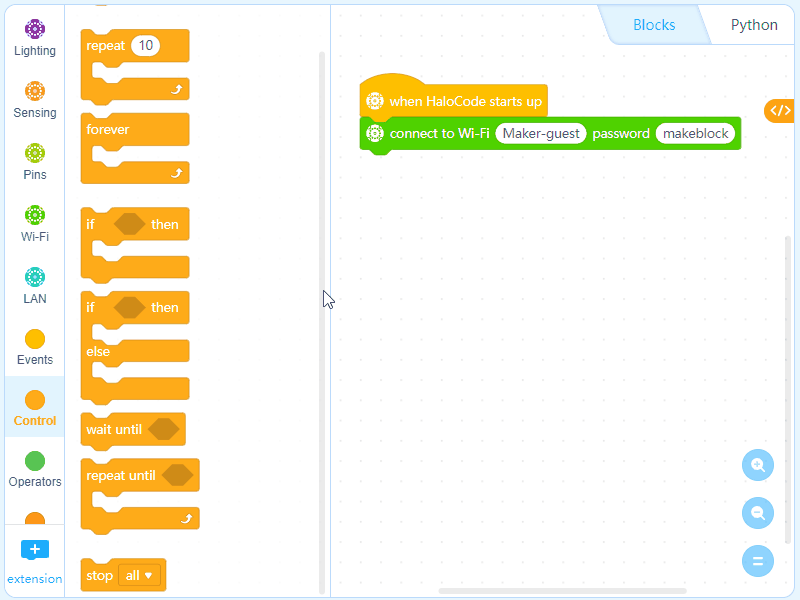 Lighting
Sensing
Pins
Wi-Fi
LAN
Events
Control
Operators
extension
repeat 10
forever
if then
if then
else
wait until
repeat until
stop all
Blocks
Python
</>
when HaloCode starts up
connect to Wi-Fi Maker-guest password makeblock